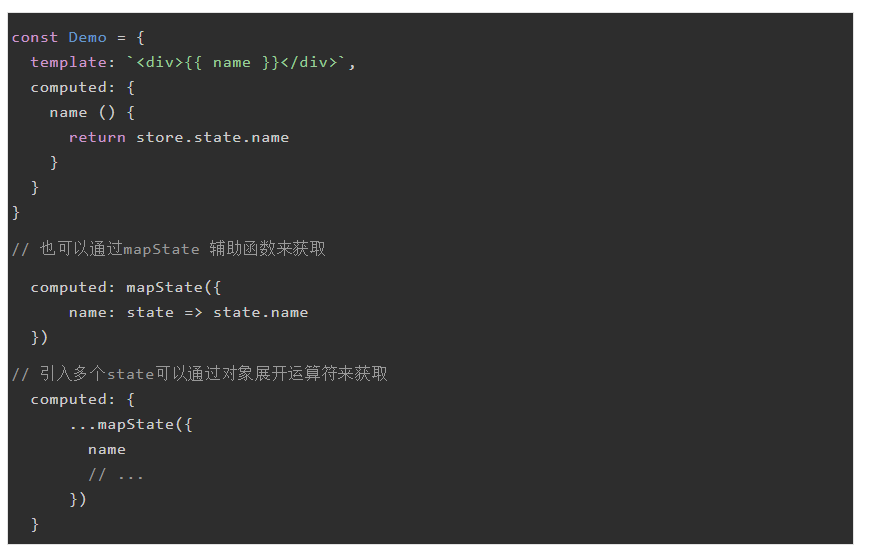 const Demo = {
  template: `<div>{{ name }}</div>`,
  computed: {
    name () {
      return store.state.name
    }
  }
}
// 也可以通过mapState 辅助函数来获取
  computed: mapState({
      name: state => state.name
  })
// 引入多个state可以通过对象展开运算符来获取
  computed: {
      ...mapState({
        name
        // ...
      })
  }